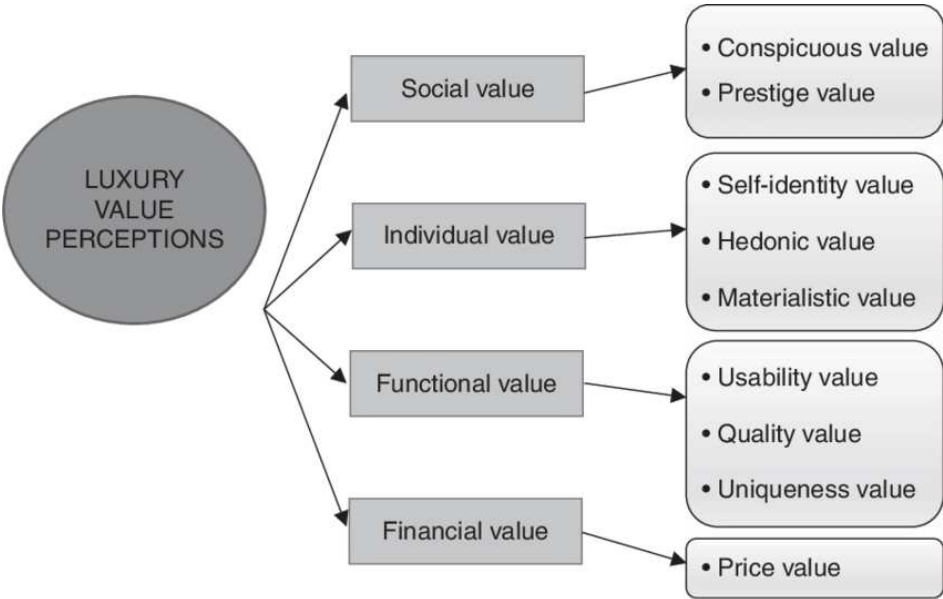 LUXURY
VALUE
PERCEPTIONS
Social value
• Conspicuous value
• Prestige value
Individual value
• Self-identity value
• Hedonic value
• Materialistic value
Functional value
• Usability value
• Quality value
• Uniqueness value
Financial value
• Price value